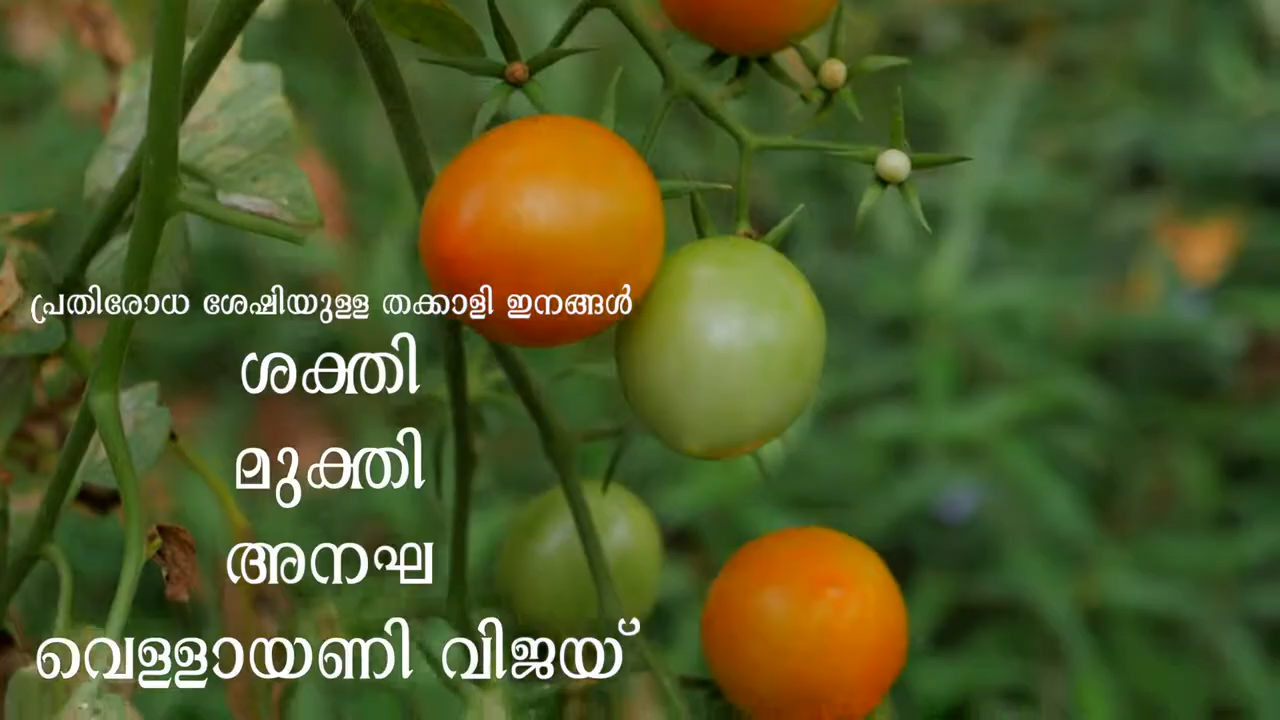 പ്രതിരോധ ശേഷിയുള്ള തക്കാളി ഇനങ്ങൾ
ശക്തി
മുക്തി
അനഘ
വെള്ളായണി വിജയ്